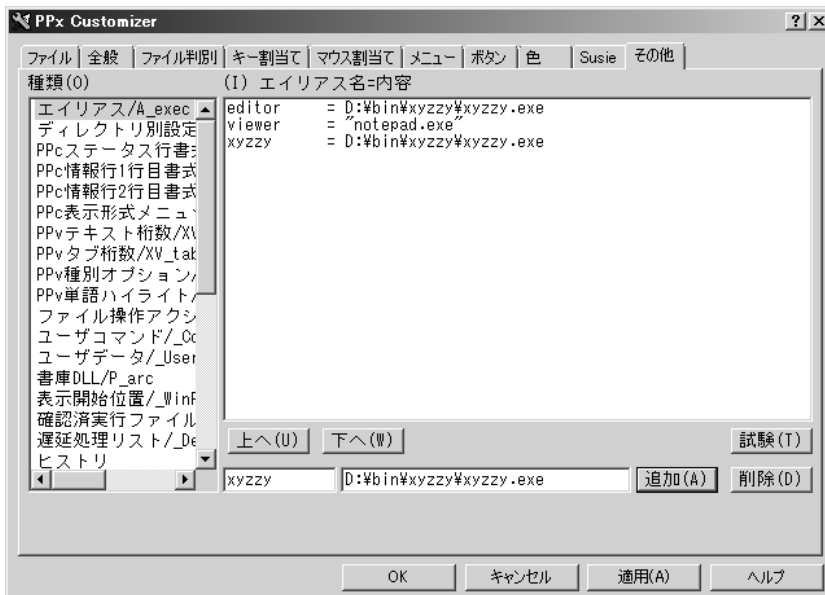 PPx Customizer
ファイル 全般 ファイル判別 キー割当て マウス割当て メニュー ボタン 色 Susie その他
種類(O)
エイリアス/A_exec
ディレクトリ別設定
PPcステータス行書
PPc情報行1行目書式
PPc情報行2行目書式
PPc表示形式メニュー
PPvテキスト桁数/XV
PPvタブ桁数/XV_tab
PPv種別オプション/
PPv単語ハイライト/
ファイル操作アクシ
ユーザコマンド/_Co
ユーザデータ/_User
書庫DLL/P_arc
表示開始位置/_WinP
確認済実行ファイル
遅延処理リスト/_De
ヒストリ
(I) エイリアス名=内容
editor = D:¥bin¥xyzzy¥xyzzy.exe
viewer = "notepad.exe"
xyzzy = D:¥bin¥xyzzy¥xyzzy.exe
上へ(U) 下へ(W) 試験(T)
xyzzy D:¥bin¥xyzzy¥xyzzy.exe 追加(A) 削除(D)
OK キャンセル 適用(A) ヘルプ